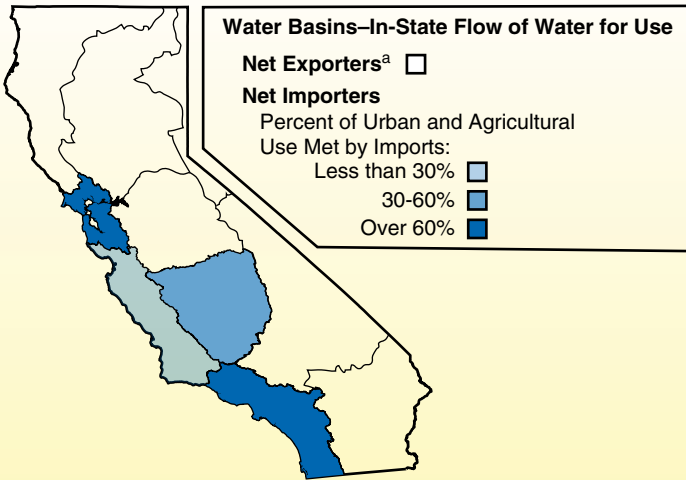 Water Basins–In-State Flow of Water for Use
Net Exportersᵃ
Net Importers
Percent of Urban and Agricultural
Use Met by Imports:
Less than 30%
30-60%
Over 60%